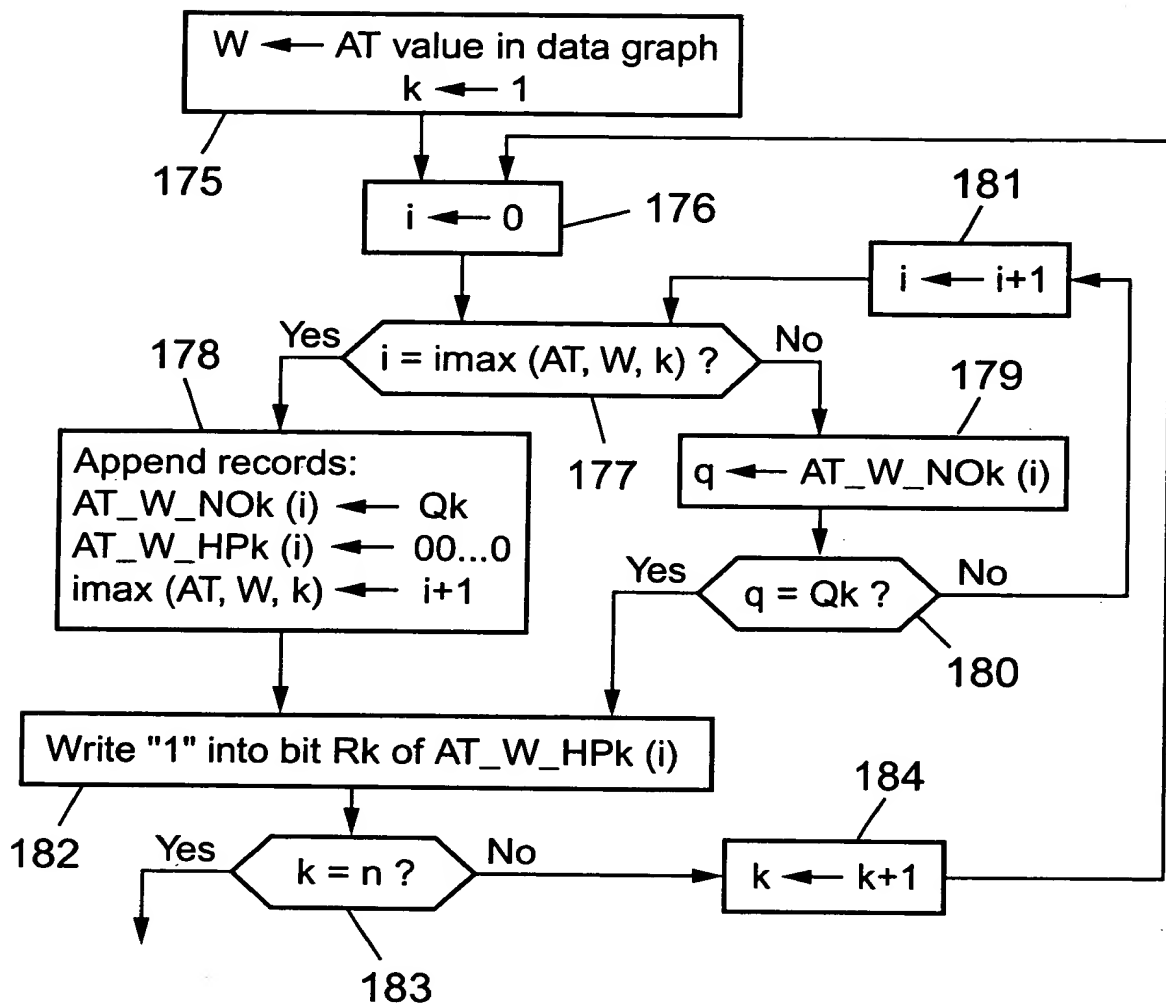 W ← AT value in data graph
k ← 1
175
i ← 0
176
181
i ← i+1
Yes
i = imax (AT, W, k) ?
No
178
177
179
Append records:
AT_W_NOk (i) ← Qk
AT_W_HPk (i) ← 00...0
imax (AT, W, k) ← i+1
q ← AT_W_NOk (i)
Yes
q = Qk ?
No
180
Write "1" into bit Rk of AT_W_HPk (i)
182
Yes
k = n ?
No
183
184
k ← k+1